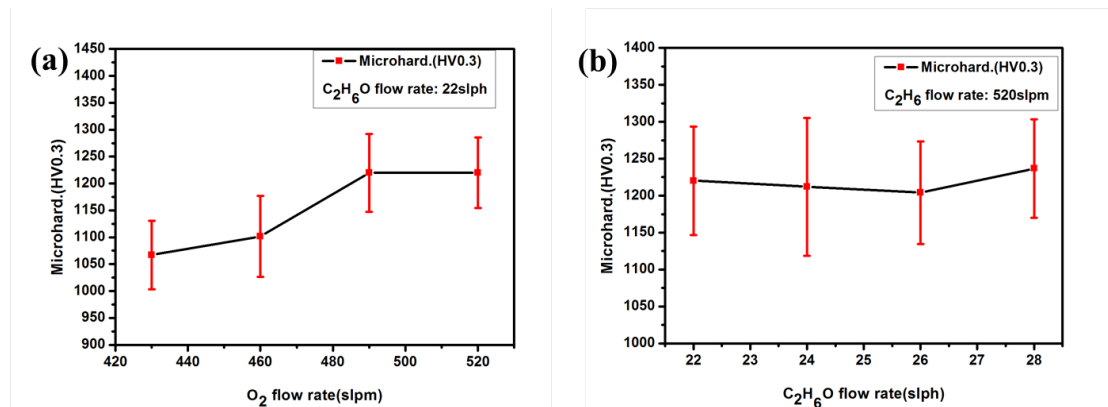 (a)
Microhard.(HV0.3)
C2H6O flow rate: 22slph
Microhard.(HV0.3)
1450
1400
1350
1300
1250
1200
1150
1100
1050
1000
950
900
420 440 460 480 500 520
O2 flow rate(slpm)
(b)
Microhard.(HV0.3)
C2H6 flow rate: 520slpm
Microhard.(HV0.3)
1400
1350
1300
1250
1200
1150
1100
1050
1000
22 23 24 25 26 27 28
C2H6O flow rate(slph)